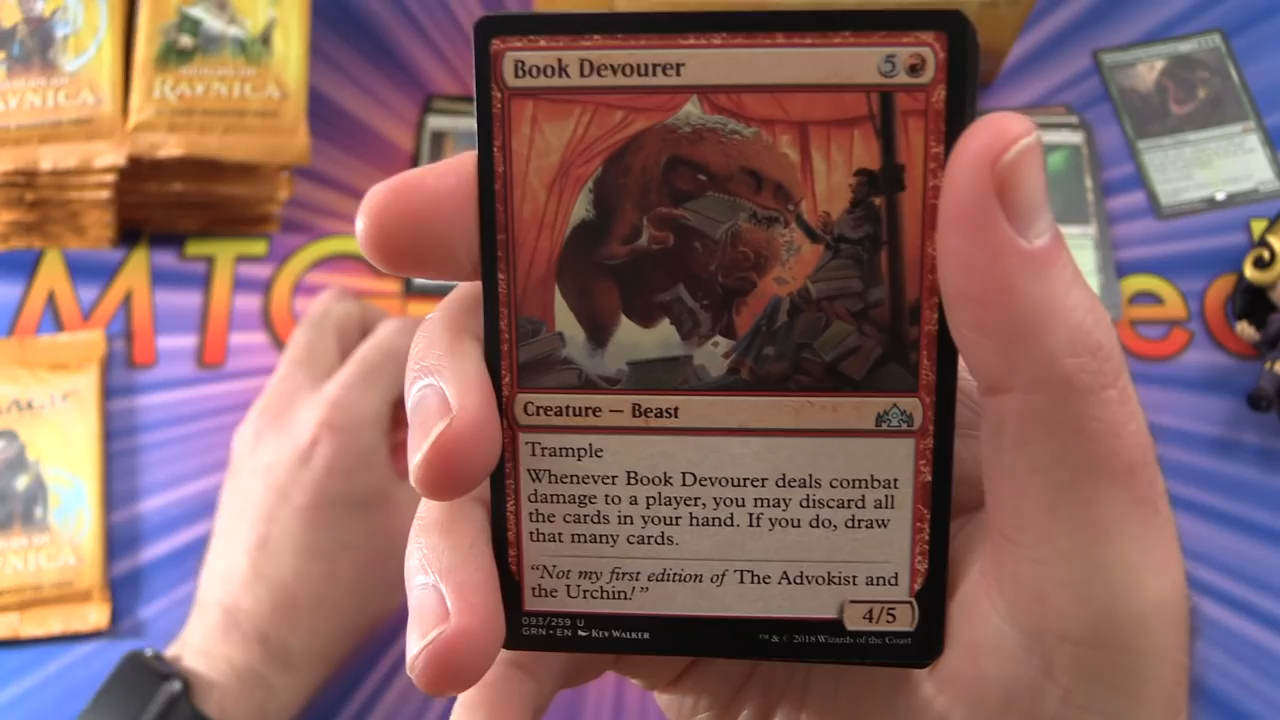 Book Devourer 5
Creature — Beast
Trample
Whenever Book Devourer deals combat
damage to a player, you may discard all
the cards in your hand. If you do, draw
that many cards.
"Not my first edition of The Advokist and
the Urchin!"
4/5
093/259 U
GRN • EN Kev Walker
™ & © 2018 Wizards of the Coast
RAVNICA
MTG